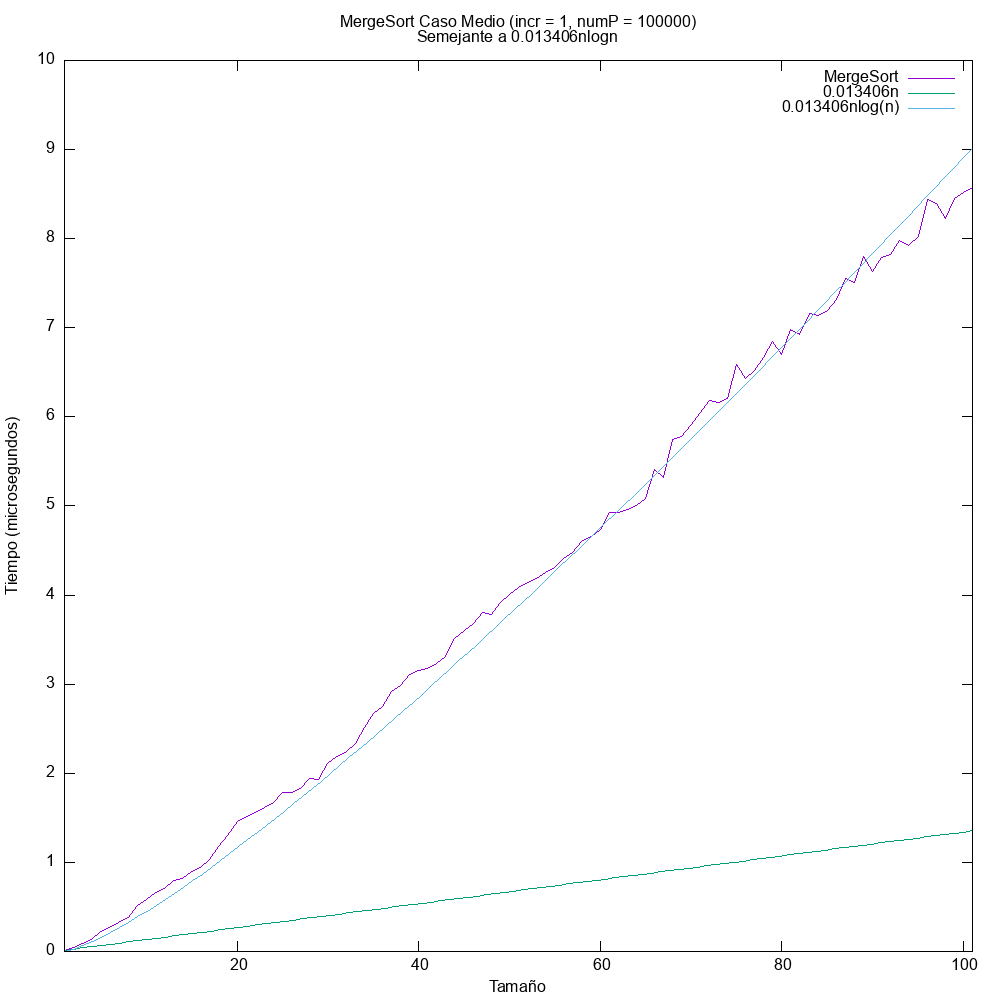 MergeSort Caso Medio (incr = 1, numP = 100000)
Semejante a 0.013406nlogn
MergeSort
0.013406n
0.013406nlog(n)
10
9
8
7
6
5
4
3
2
1
0
Tiempo (microsegundos)
20
40
60
80
100
Tamaño